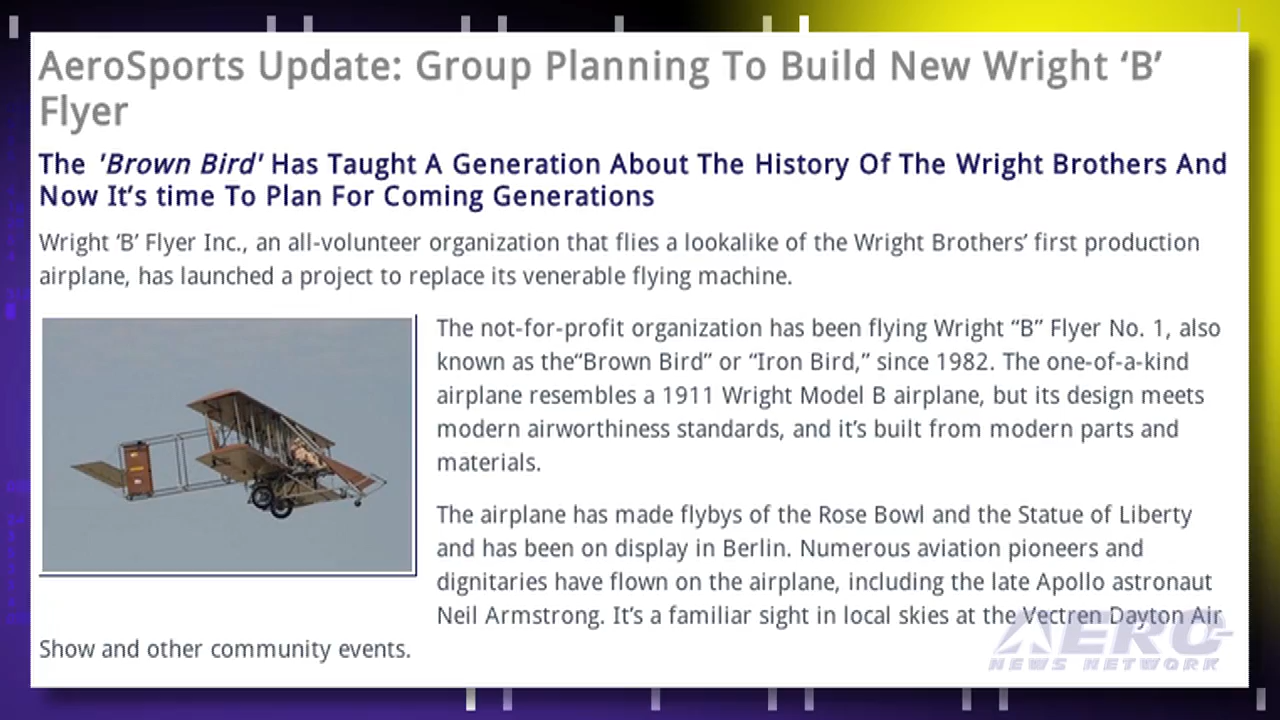 AeroSports Update: Group Planning To Build New Wright ‘B’
Flyer
The 'Brown Bird' Has Taught A Generation About The History Of The Wright Brothers And
Now It’s time To Plan For Coming Generations
Wright ‘B’ Flyer Inc., an all-volunteer organization that flies a lookalike of the Wright Brothers’ first production
airplane, has launched a project to replace its venerable flying machine.
The not-for-profit organization has been flying Wright “B” Flyer No. 1, also
known as the“Brown Bird” or “Iron Bird,” since 1982. The one-of-a-kind
airplane resembles a 1911 Wright Model B airplane, but its design meets
modern airworthiness standards, and it’s built from modern parts and
materials.
The airplane has made flybys of the Rose Bowl and the Statue of Liberty
and has been on display in Berlin. Numerous aviation pioneers and
dignitaries have flown on the airplane, including the late Apollo astronaut
Neil Armstrong. It’s a familiar sight in local skies at the Vectren Dayton Air
Show and other community events.
AERO
NEWS NETWORK